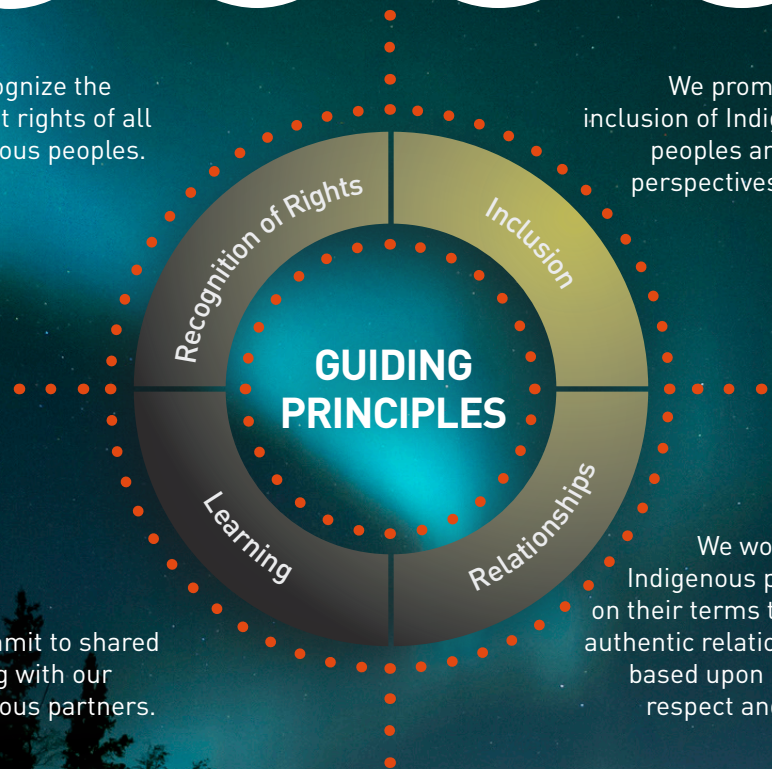 ognize the
t rights of all
ous peoples.
We prom
inclusion of Indig
peoples an
perspectives
Recognition of Rights
Inclusion
GUIDING
PRINCIPLES
Learning
Relationships
mit to shared
g with our
ous partners.
We wo
Indigenous p
on their terms t
authentic relatio
based upon
respect and